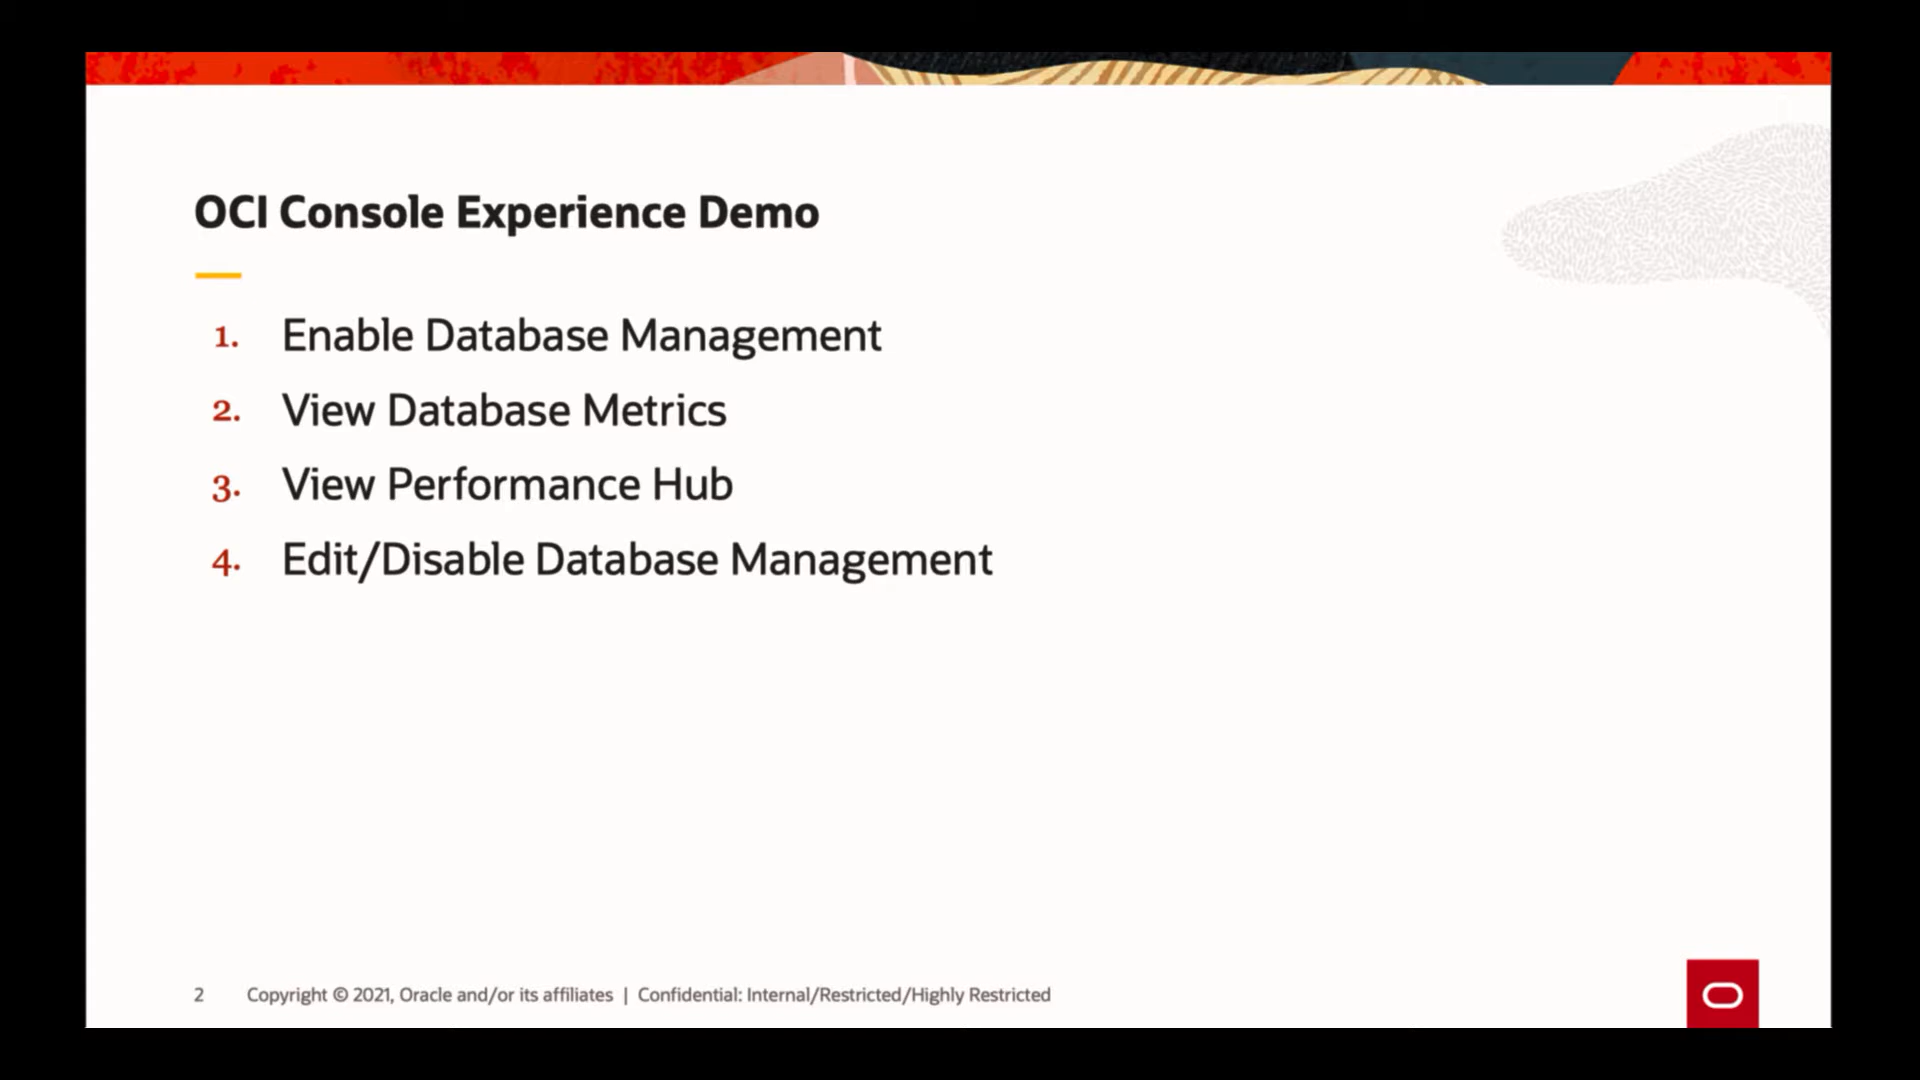 OCI Console Experience Demo
1. Enable Database Management
2. View Database Metrics
3. View Performance Hub
4. Edit/Disable Database Management
2 Copyright © 2021, Oracle and/or its affiliates | Confidential: Internal/Restricted/Highly Restricted